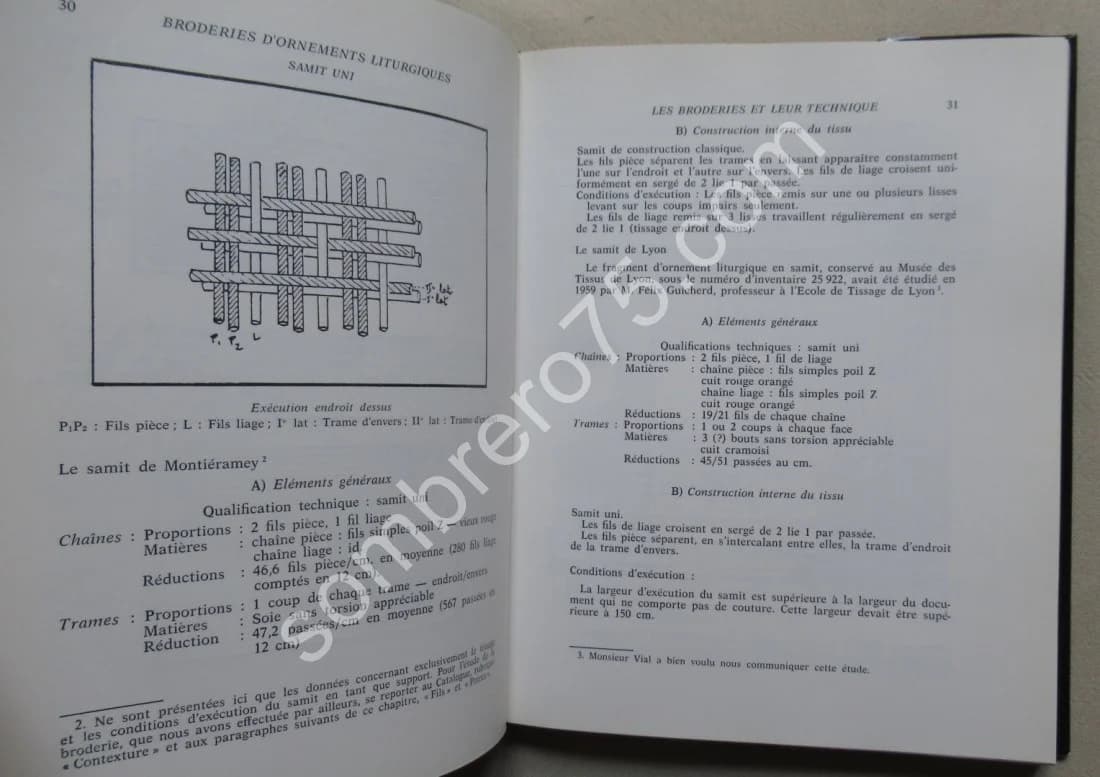 30
BRODERIES D'ORNEMENTS LITURGIQUES
SAMIT UNI
IIe lat
Ie lat
P1 P2 L
Exécution endroit dessus
P1P2 : Fils pièce ; L : Fils liage ; Ie lat : Trame d'envers ; IIe lat : Trame d'endroit
Le samit de Montiéramey 2
A) Eléments généraux
Qualification technique : samit uni
Chaînes : Proportions : 2 fils pièce, 1 fil liage
Matières : chaîne pièce : fils simples poil Z — vieux rouge
chaîne liage : id
Réductions : 46,6 fils pièce/cm. en moyenne (280 fils liage
comptés en 12 cm)
Trames : Proportions : 1 coup de chaque trame — endroit/envers
Matières : Soie sans torsion appréciable
Réduction : 47,2 passées/cm en moyenne (567 passées en
12 cm)
2. Ne sont présentées ici que les données concernant exclusivement le tissage
et les conditions d'exécution du samit en tant que support. Pour l'étude de la
broderie, que nous avons effectuée par ailleurs, se reporter au Catalogue, rubriques
« Contexture » et aux paragraphes suivants de ce chapitre, « Fils » et « Points ».
LES BRODERIES ET LEUR TECHNIQUE 31
B) Construction interne du tissu
Samit de construction classique.
Les fils pièce séparent les trames en laissant apparaître constamment
l'une sur l'endroit et l'autre sur l'envers. Les fils de liage croisent uni-
formément en sergé de 2 lie 1 par passée.
Conditions d'exécution : Les fils pièce remis sur une ou plusieurs lisses
levant sur les coups impairs seulement.
Les fils de liage remis sur 3 lisses travaillent régulièrement en sergé
de 2 lie 1 (tissage endroit dessus).
Le samit de Lyon
Le fragment d'ornement liturgique en samit, conservé au Musée des
Tissus de Lyon, sous le numéro d'inventaire 25 922, avait été étudié en
1959 par M. Félix Guicherd, professeur à l'Ecole de Tissage de Lyon 3.
A) Eléments généraux
Qualifications techniques : samit uni
Chaînes : Proportions : 2 fils pièce, 1 fil de liage
Matières : chaîne pièce : fils simples poil Z
cuit rouge orangé
chaîne liage : fils simples poil Z
cuit rouge orangé
Réductions : 19/21 fils de chaque chaîne
Trames : Proportions : 1 ou 2 coups à chaque face
Matières : 3 (?) bouts sans torsion appréciable
cuit cramoisi
Réductions : 45/51 passées au cm.
B) Construction interne du tissu
Samit uni.
Les fils de liage croisent en sergé de 2 lie 1 par passée.
Les fils pièce séparent, en s'intercalant entre elles, la trame d'endroit
de la trame d'envers.
Conditions d'exécution :
La largeur d'exécution du samit est supérieure à la largeur du docu-
ment qui ne comporte pas de couture. Cette largeur devait être supé-
rieure à 150 cm.
3. Monsieur Vial a bien voulu nous communiquer cette étude.
sombrero75.com